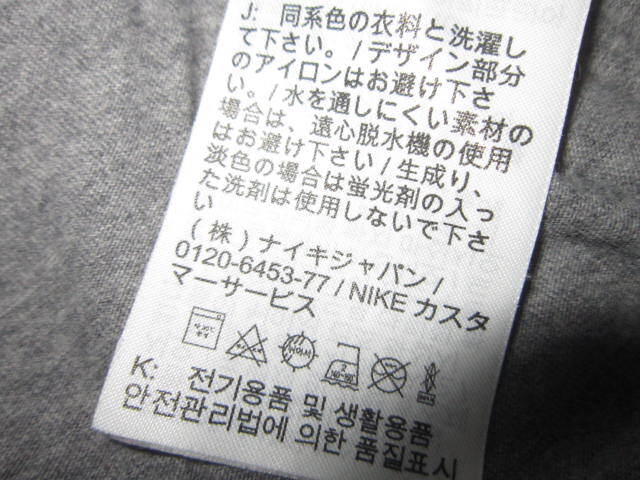 J: 同系色の衣料と洗濯し
て下さい。/デザイン部分
のアイロンはお避け下さ
い。/水を通しにくい素材の
場合は、遠心脱水機の使用
はお避け下さい/生成り、
淡色の場合は蛍光剤の入っ
た洗剤は使用しないで下さ
い
(株)ナイキジャパン/
0120-6453-77/NIKEカスタ
マーサービス
K: 전기용품 및 생활용품
안전관리법에 의한 품질표시